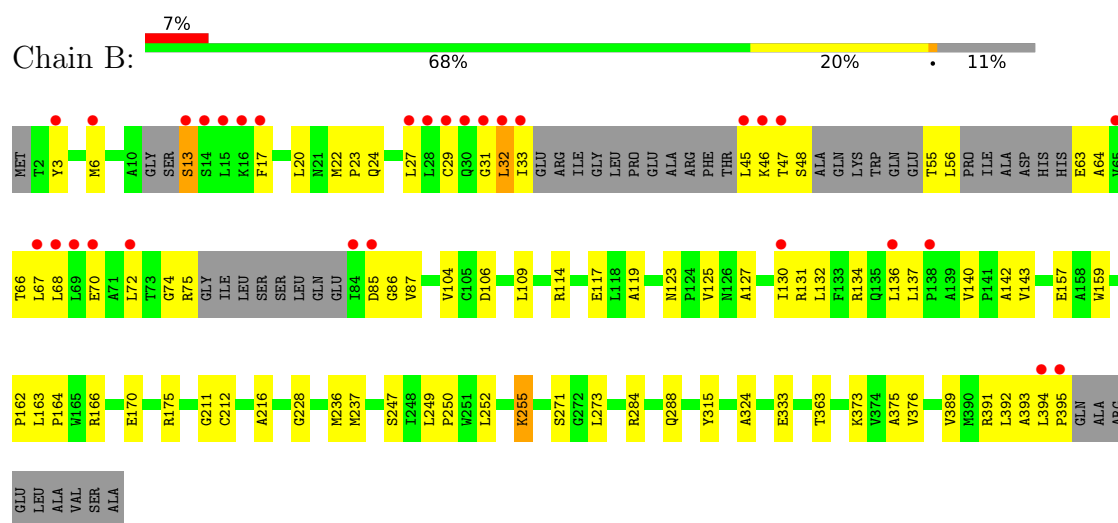 7%
Chain B:
68% 20% • 11%
MET T2 Y3 M6 A10 GLY SER S13 S14 L15 K16 F17 L20 N21 M22 P23 Q24 L27 L28 C29 Q30 G31 L32 I33 GLU ARG ILE GLY LEU PRO GLU ALA ARG PHE THR L45 K46 T47 S48 ALA GLN LYS TRP GLN GLU T55 L56 PRO ILE ALA ASP HIS HIS E63 A64 V65
T66 L67 L68 L69 E70 A71 L72 T73 G74 R75 GLY ILE LEU SER SER LEU GLN GLU I84 D85 G86 V87 V104 C105 D106 L109 R114 E117 L118 A119 N123 P124 V125 N126 A127 I130 R131 L132 F133 R134 Q135 L136 L137 P138 A139 V140 P141 A142 V143 E157 A158 W159
P162 L163 P164 W165 R166 E170 R175 G211 C212 A216 G228 M236 M237 S247 I248 L249 P250 W251 L252 K255 S271 G272 L273 R284 Q288 Y315 A324 E333 T363 K373 V374 A375 V376 V389 M390 R391 L392 A393 L394 P395 GLN ALA ARG
GLU LEU ALA VAL SER ALA